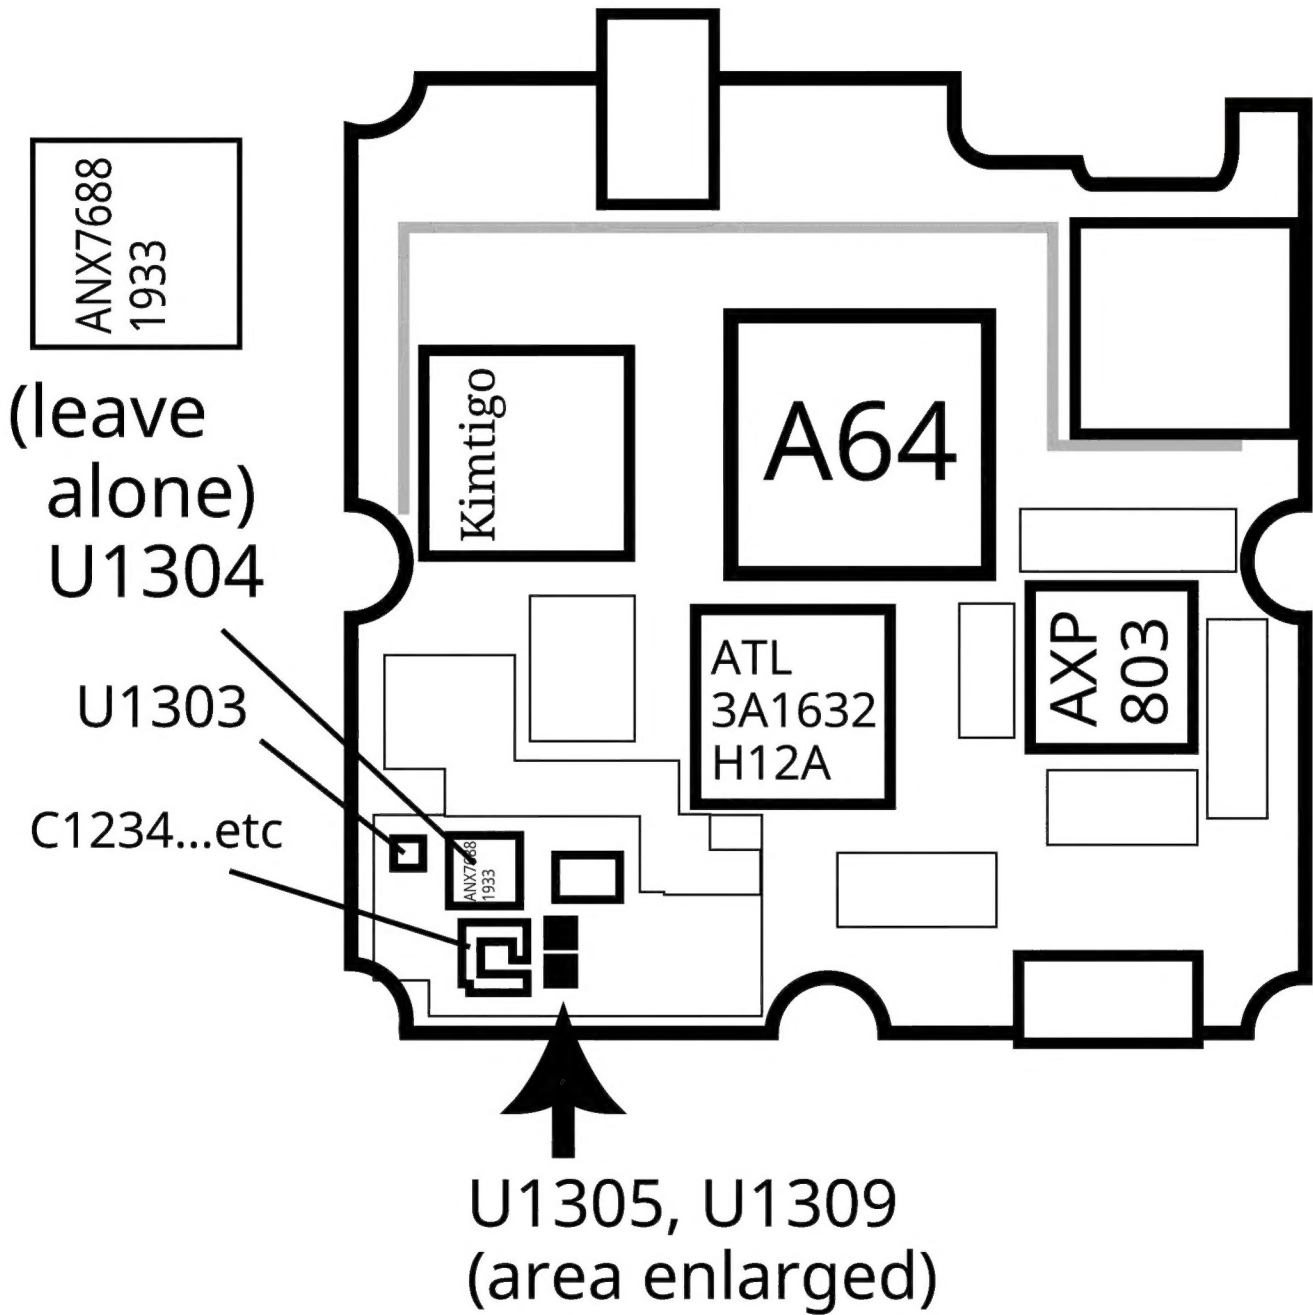 ANX7688
1933
(leave
alone)
U1304
U1303
C1234...etc
Kimtigo
A64
ATL
3A1632
H12A
AXP
803
ANX7688
1933
U1305, U1309
(area enlarged)